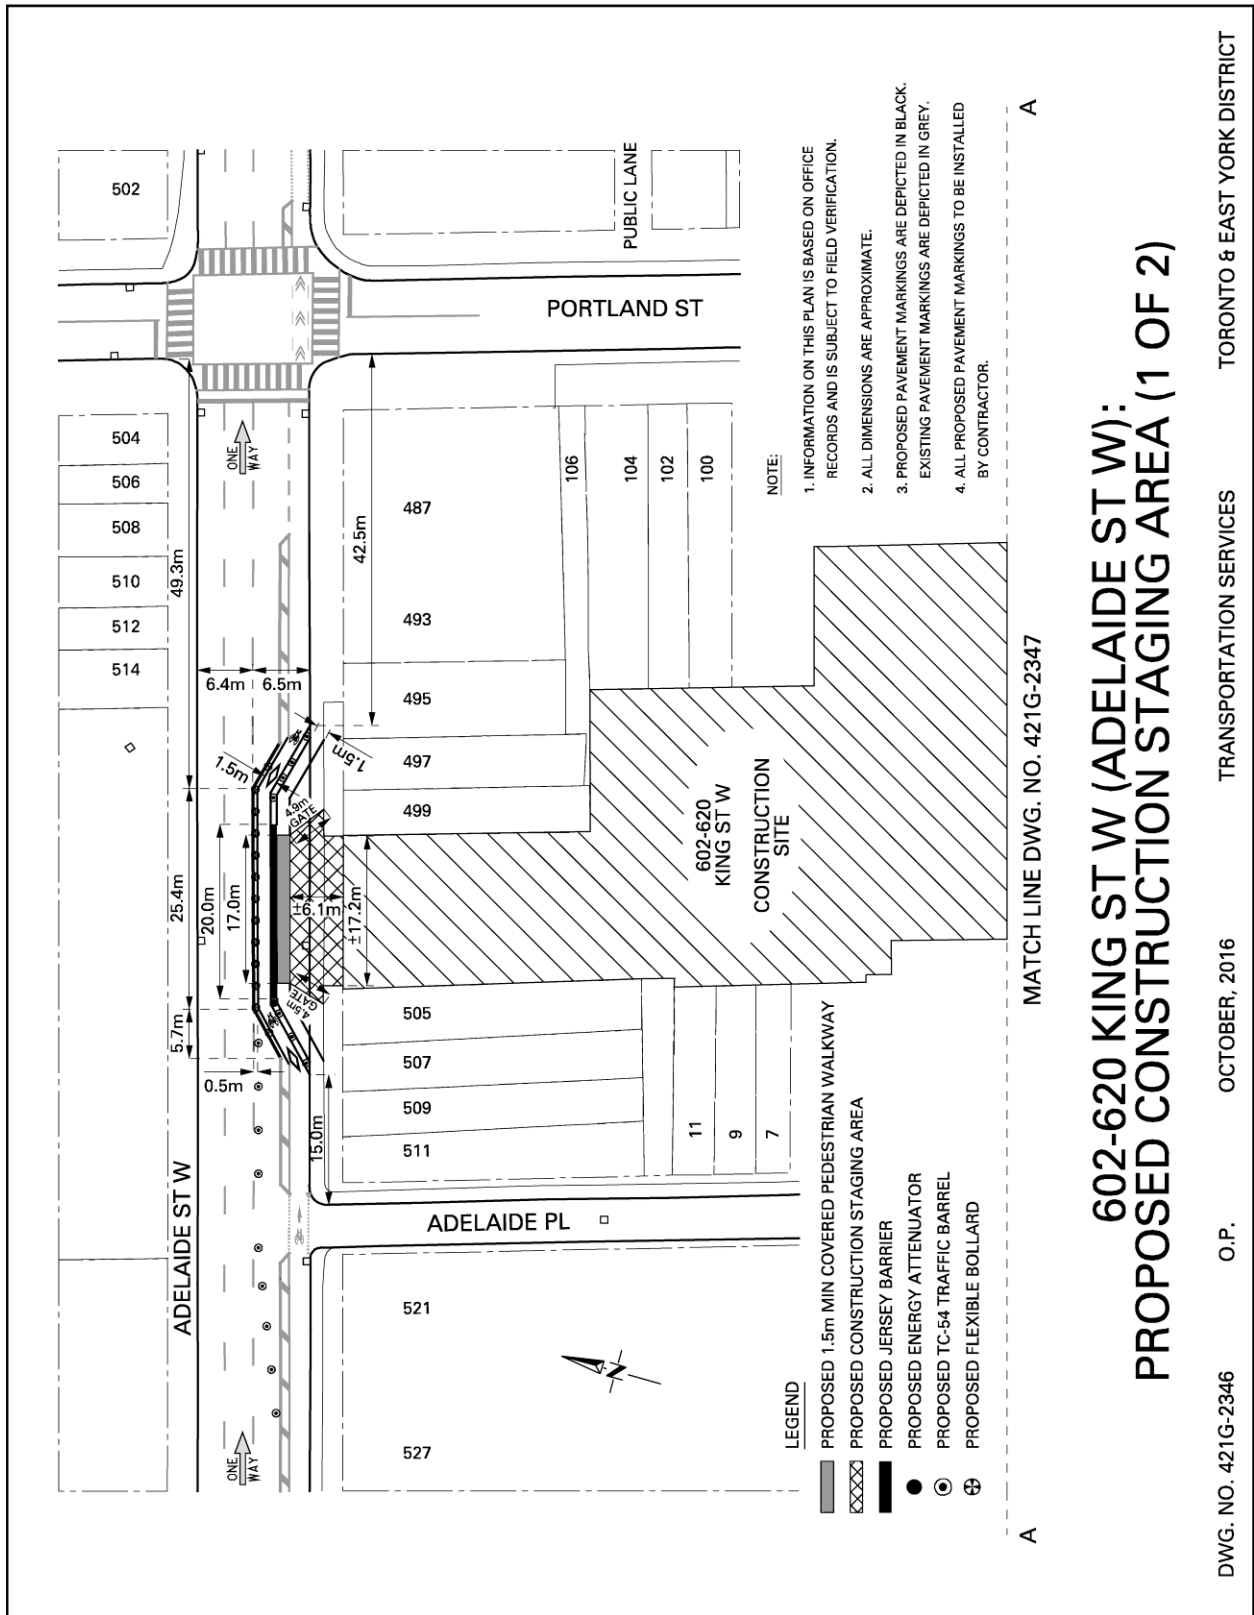 502
504
506
508
510
512
514
ADELAIDE ST W
PORTLAND ST
PUBLIC LANE
ONE
WAY
ONE
WAY
49.3m
25.4m
5.7m
20.0m
17.0m
0.5m
6.4m
6.5m
1.5m
1.5m
42.5m
15.0m
4.9m
GATE
4.5m
GATE
±6.1m
±17.2m
487
493
495
497
499
505
507
509
511
521
527
106
104
102
100
11
9
7
ADELAIDE PL
602-620
KING ST W
CONSTRUCTION
SITE
N
NOTE:
1. INFORMATION ON THIS PLAN IS BASED ON OFFICE
RECORDS AND IS SUBJECT TO FIELD VERIFICATION.
2. ALL DIMENSIONS ARE APPROXIMATE.
3. PROPOSED PAVEMENT MARKINGS ARE DEPICTED IN BLACK.
EXISTING PAVEMENT MARKINGS ARE DEPICTED IN GREY.
4. ALL PROPOSED PAVEMENT MARKINGS TO BE INSTALLED
BY CONTRACTOR.
LEGEND
PROPOSED 1.5m MIN COVERED PEDESTRIAN WALKWAY
PROPOSED CONSTRUCTION STAGING AREA
PROPOSED JERSEY BARRIER
PROPOSED ENERGY ATTENUATOR
PROPOSED TC-54 TRAFFIC BARREL
PROPOSED FLEXIBLE BOLLARD
A
MATCH LINE DWG. NO. 421G-2347
A
602-620 KING ST W (ADELAIDE ST W):
PROPOSED CONSTRUCTION STAGING AREA (1 OF 2)
DWG. NO. 421G-2346
O.P.
OCTOBER, 2016
TRANSPORTATION SERVICES
TORONTO & EAST YORK DISTRICT